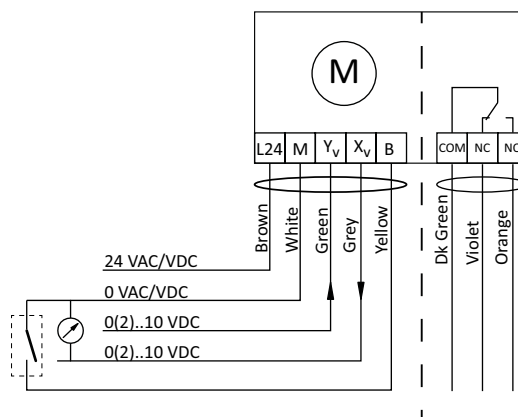 M
L24 M Yv Xv B
COM NC
Brown
White
Green
Grey
Yellow
Dk Green
Violet
Orange
24 VAC/VDC
0 VAC/VDC
0(2)..10 VDC
0(2)..10 VDC